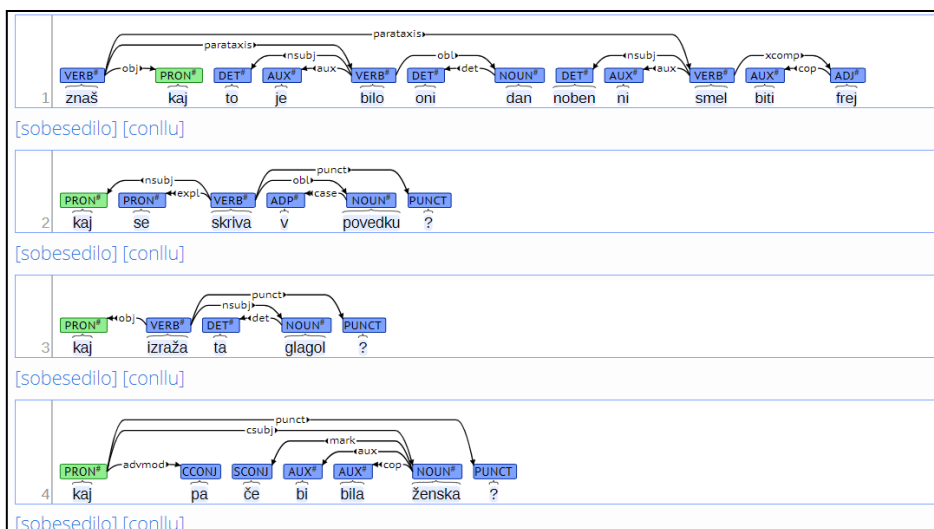 parataxis
parataxis
obj nsubj aux obl det nsubj aux xcomp cop
VERB# PRON# DET# AUX# VERB# DET# NOUN# DET# AUX# VERB# AUX# ADJ#
1 znaš kaj to je bilo oni dan noben ni smel biti frej
[sobesedilo] [conllu]
punct
nsubj expl obl case
PRON# PRON# VERB# ADP# NOUN# PUNCT
2 kaj se skriva v povedku ?
[sobesedilo] [conllu]
punct
nsubj
obj det
PRON# VERB# DET# NOUN# PUNCT
3 kaj izraža ta glagol ?
[sobesedilo] [conllu]
punct
csubj
mark
aux
advmod cop
PRON# CCONJ SCONJ AUX# AUX# NOUN# PUNCT
4 kaj pa če bi bila ženska ?
[sobesedilo] [conllu]